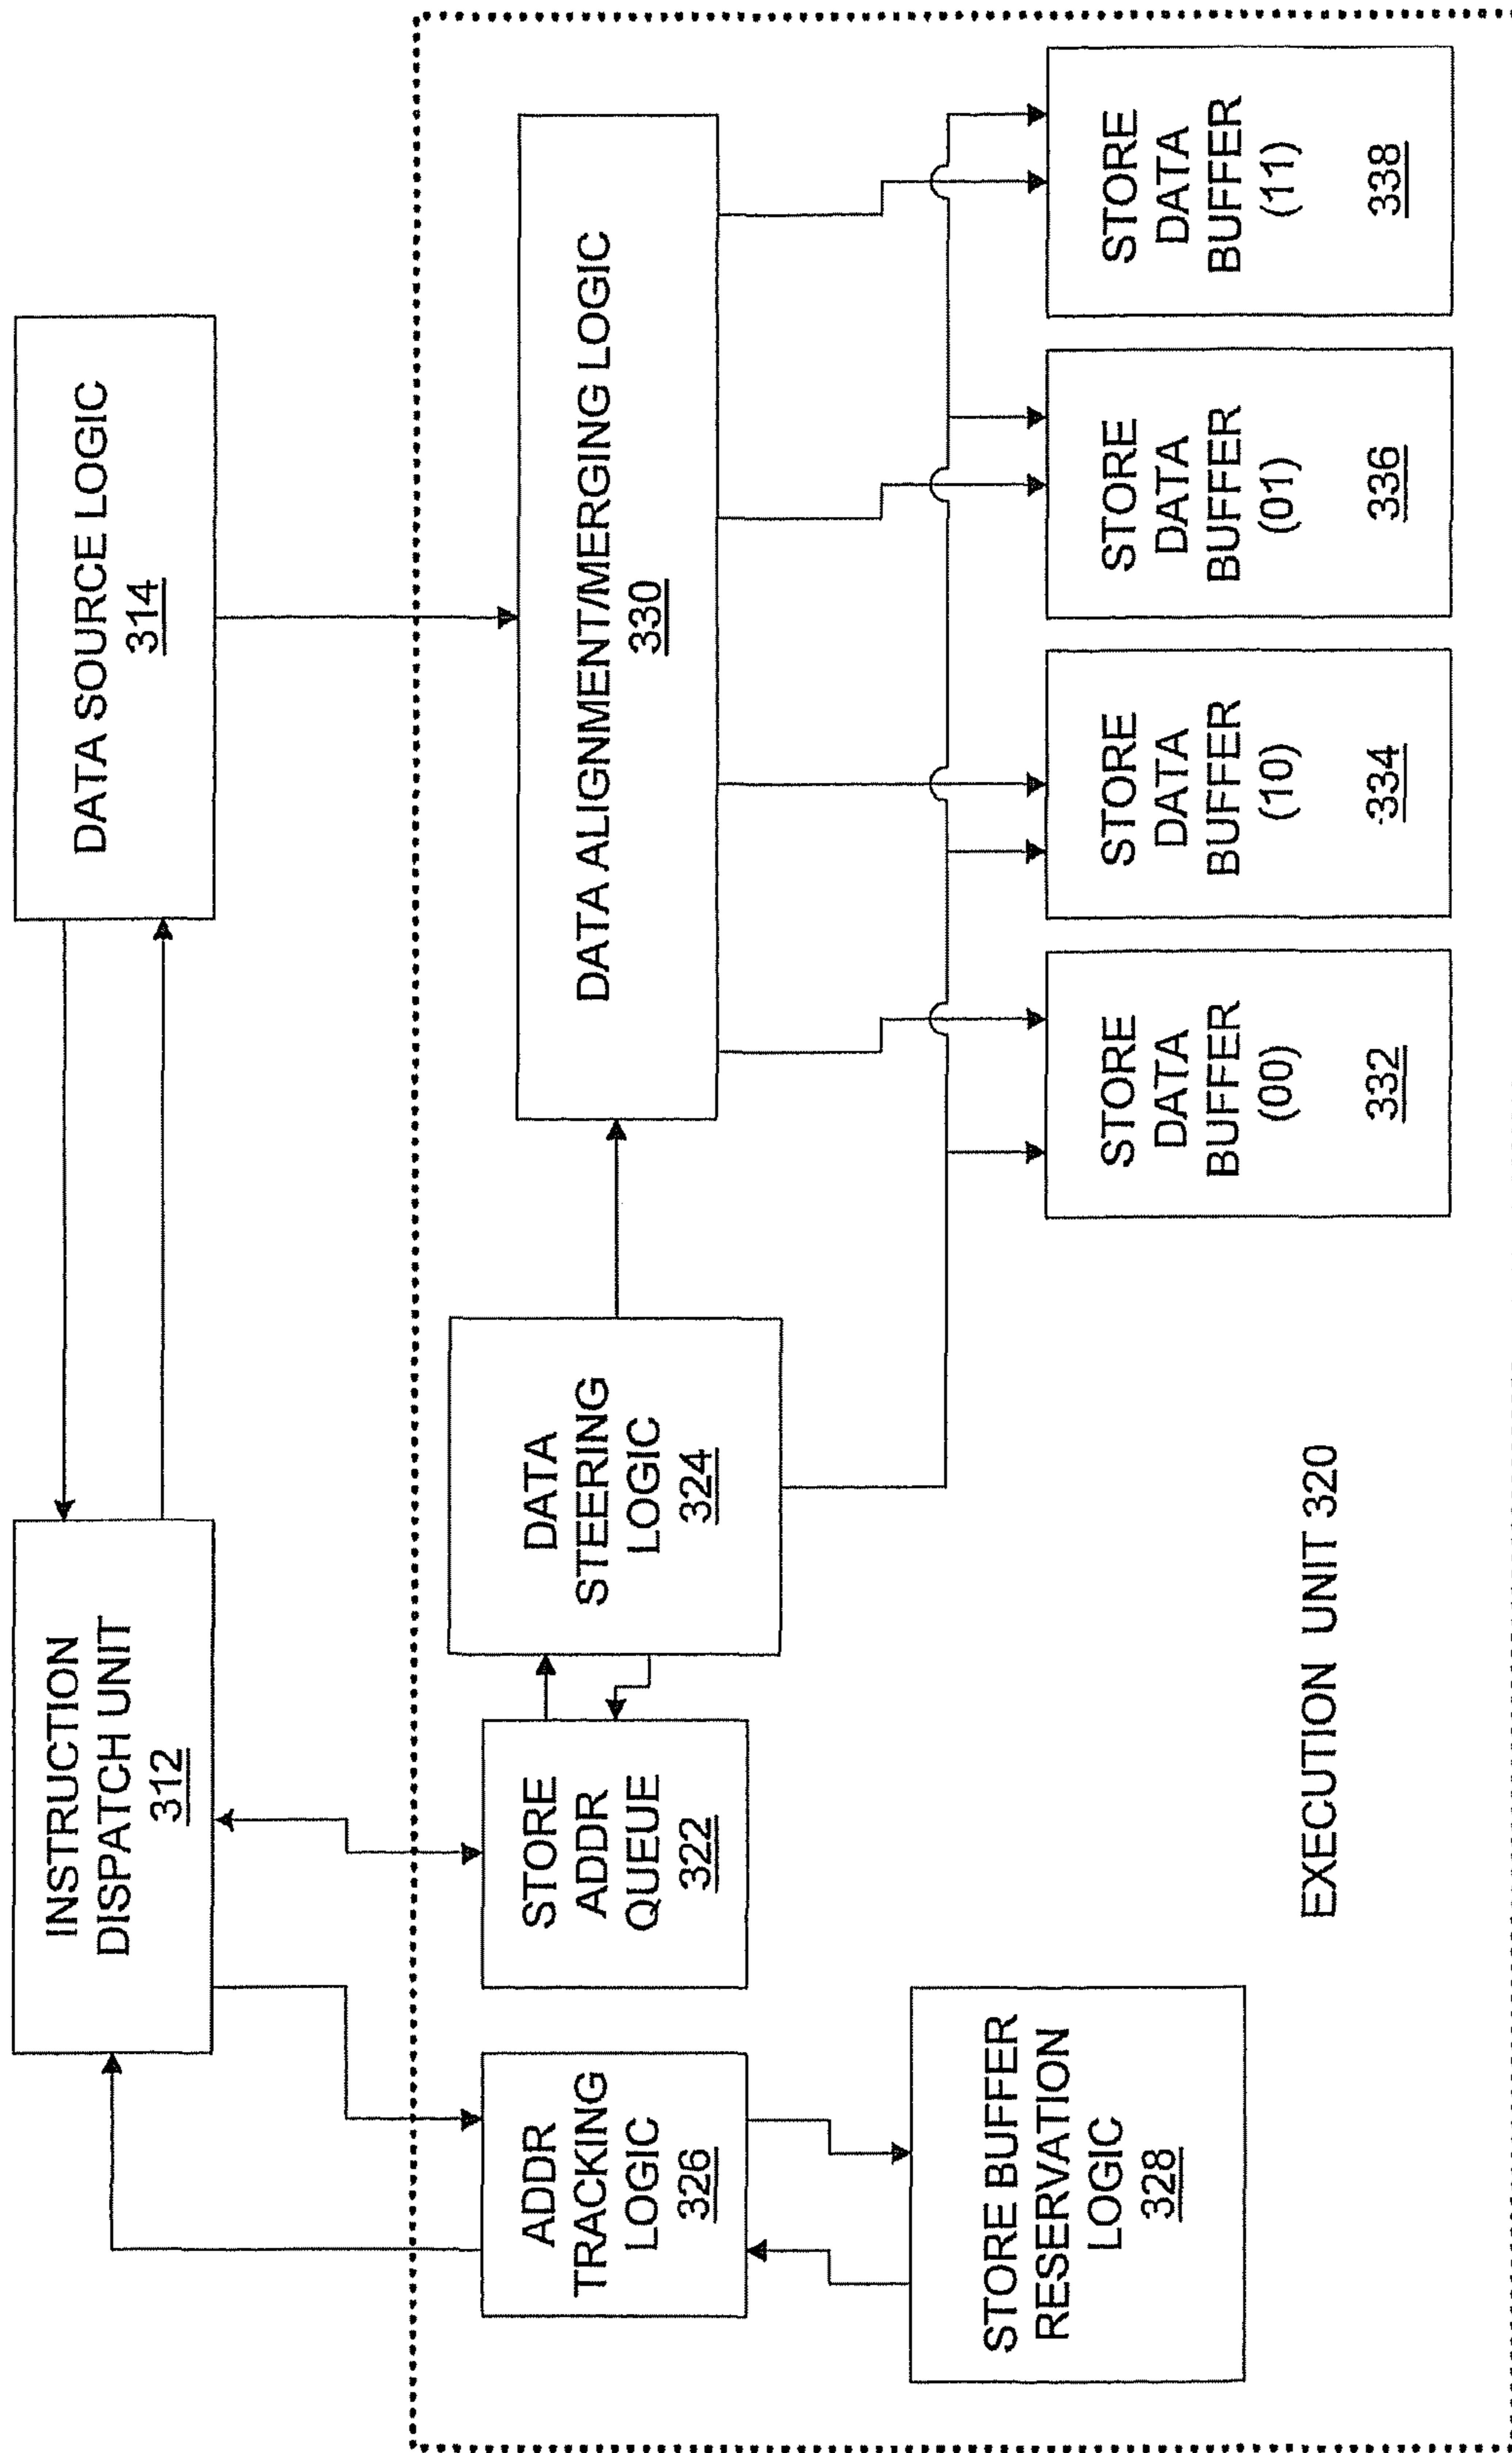 INSTRUCTION
DISPATCH UNIT
312
DATA SOURCE LOGIC
314
ADDR
TRACKING
LOGIC
326
STORE
ADDR
QUEUE
322
DATA
STEERING
LOGIC
324
DATA ALIGNMENT/MERGING LOGIC
330
STORE BUFFER
RESERVATION
LOGIC
328
STORE
DATA
BUFFER
(00)
332
STORE
DATA
BUFFER
(10)
334
STORE
DATA
BUFFER
(01)
336
STORE
DATA
BUFFER
(11)
338
EXECUTION UNIT 320